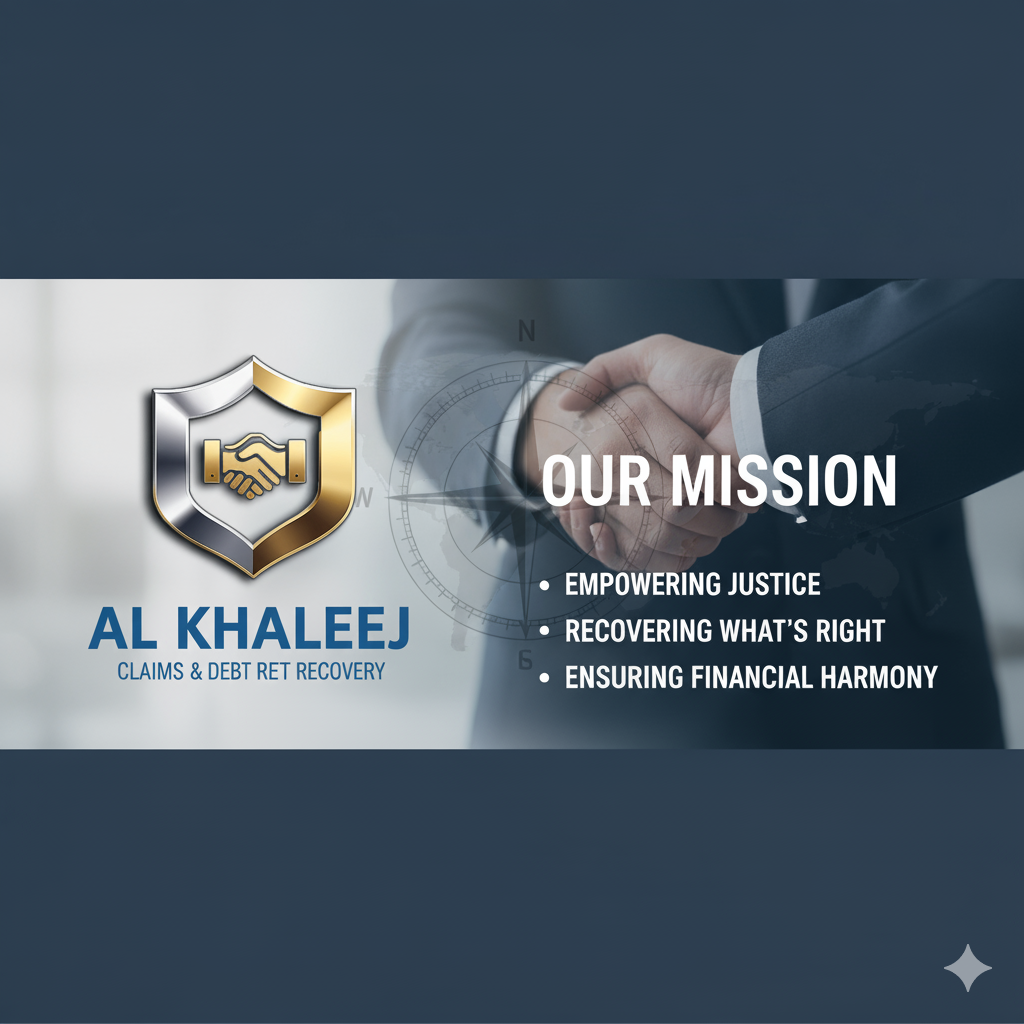 AL KHALEEJ
CLAIMS & DEBT RET RECOVERY
N
W
S
OUR MISSION
• EMPOWERING JUSTICE
• RECOVERING WHAT'S RIGHT
• ENSURING FINANCIAL HARMONY